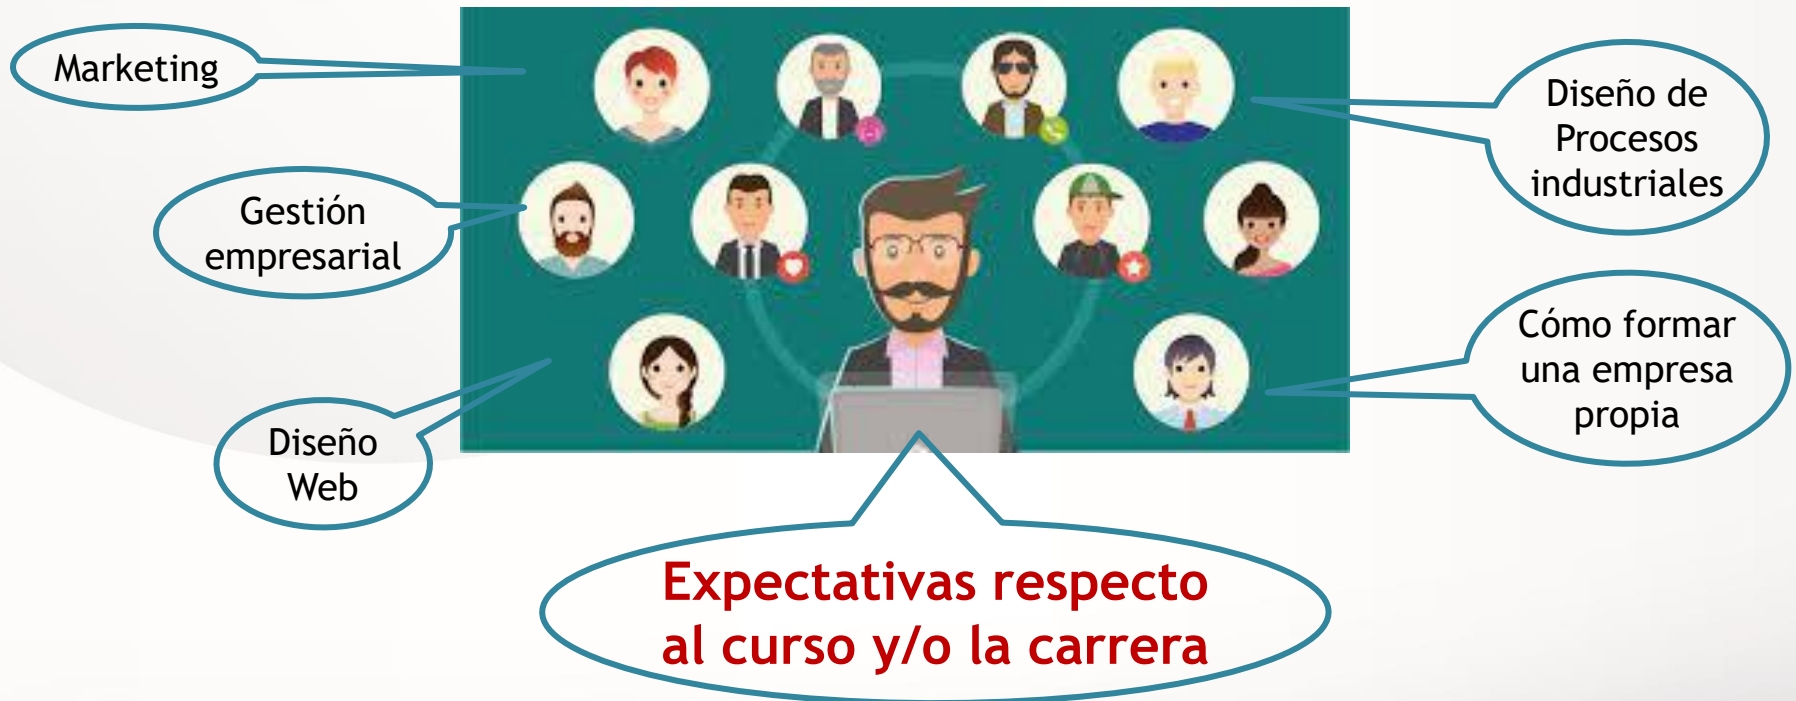 Marketing
Gestión
empresarial
Diseño
Web
Diseño de
Procesos
industriales
Cómo formar
una empresa
propia
Expectativas respecto
al curso y/o la carrera